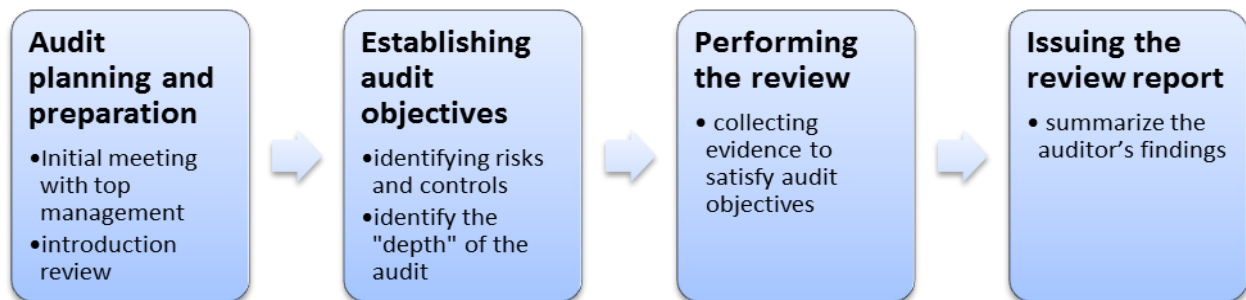 Audit
planning and
preparation
•Initial meeting
with top
management
•introduction
review
Establishing
audit
objectives
•identifying risks
and controls
•identify the
"depth" of the
audit
Performing
the review
• collecting
evidence to
satisfy audit
objectives
Issuing the
review report
• summarize the
auditor's findings